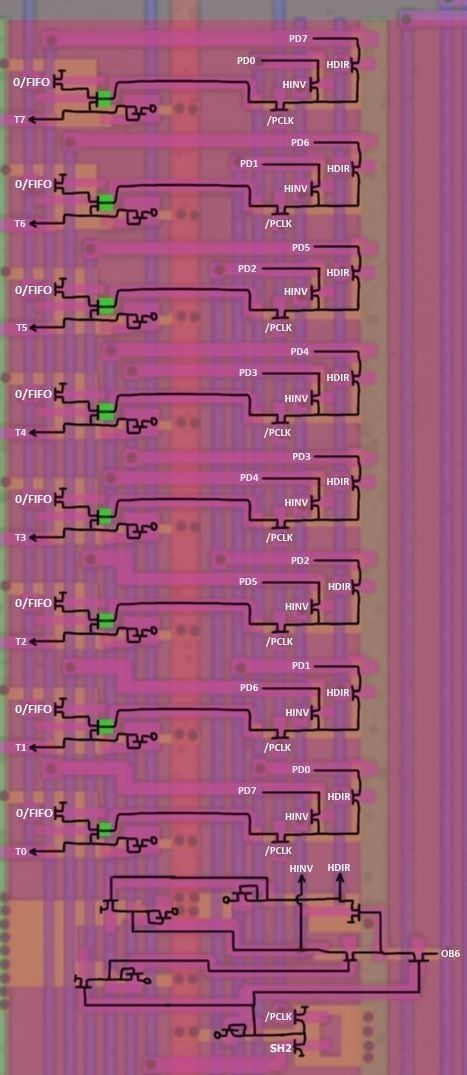 PD7
PD0
HDIR
0/FIFO
HINV
T7
/PCLK
PD6
PD1
HDIR
0/FIFO
HINV
T6
/PCLK
PD5
PD2
HDIR
0/FIFO
HINV
T5
/PCLK
PD4
PD3
HDIR
0/FIFO
HINV
T4
/PCLK
PD3
PD4
HDIR
0/FIFO
HINV
T3
/PCLK
PD2
PD5
HDIR
0/FIFO
HINV
T2
/PCLK
PD1
PD6
HDIR
0/FIFO
HINV
T1
/PCLK
PD0
PD7
HDIR
0/FIFO
HINV
T0
/PCLK
HINV
HDIR
OB6
/PCLK
SH2